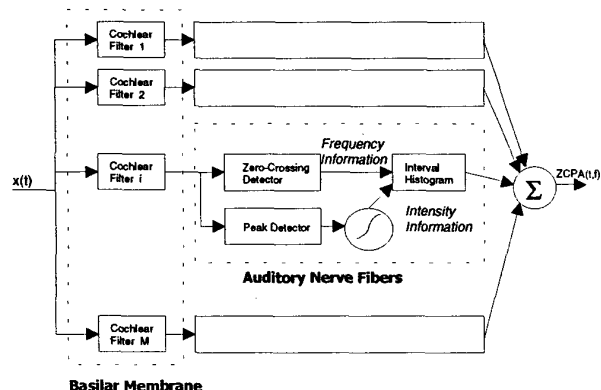 Cochlear
Filter 1
Cochlear
Filter 2
x(t)
Cochlear
Filter i
Zero-Crossing
Detector
Frequency
Information
Interval
Histogram
Peak Detector
Intensity
Information
Σ
ZCPA(t,f)
Auditory Nerve Fibers
Cochlear
Filter M
Basilar Membrane